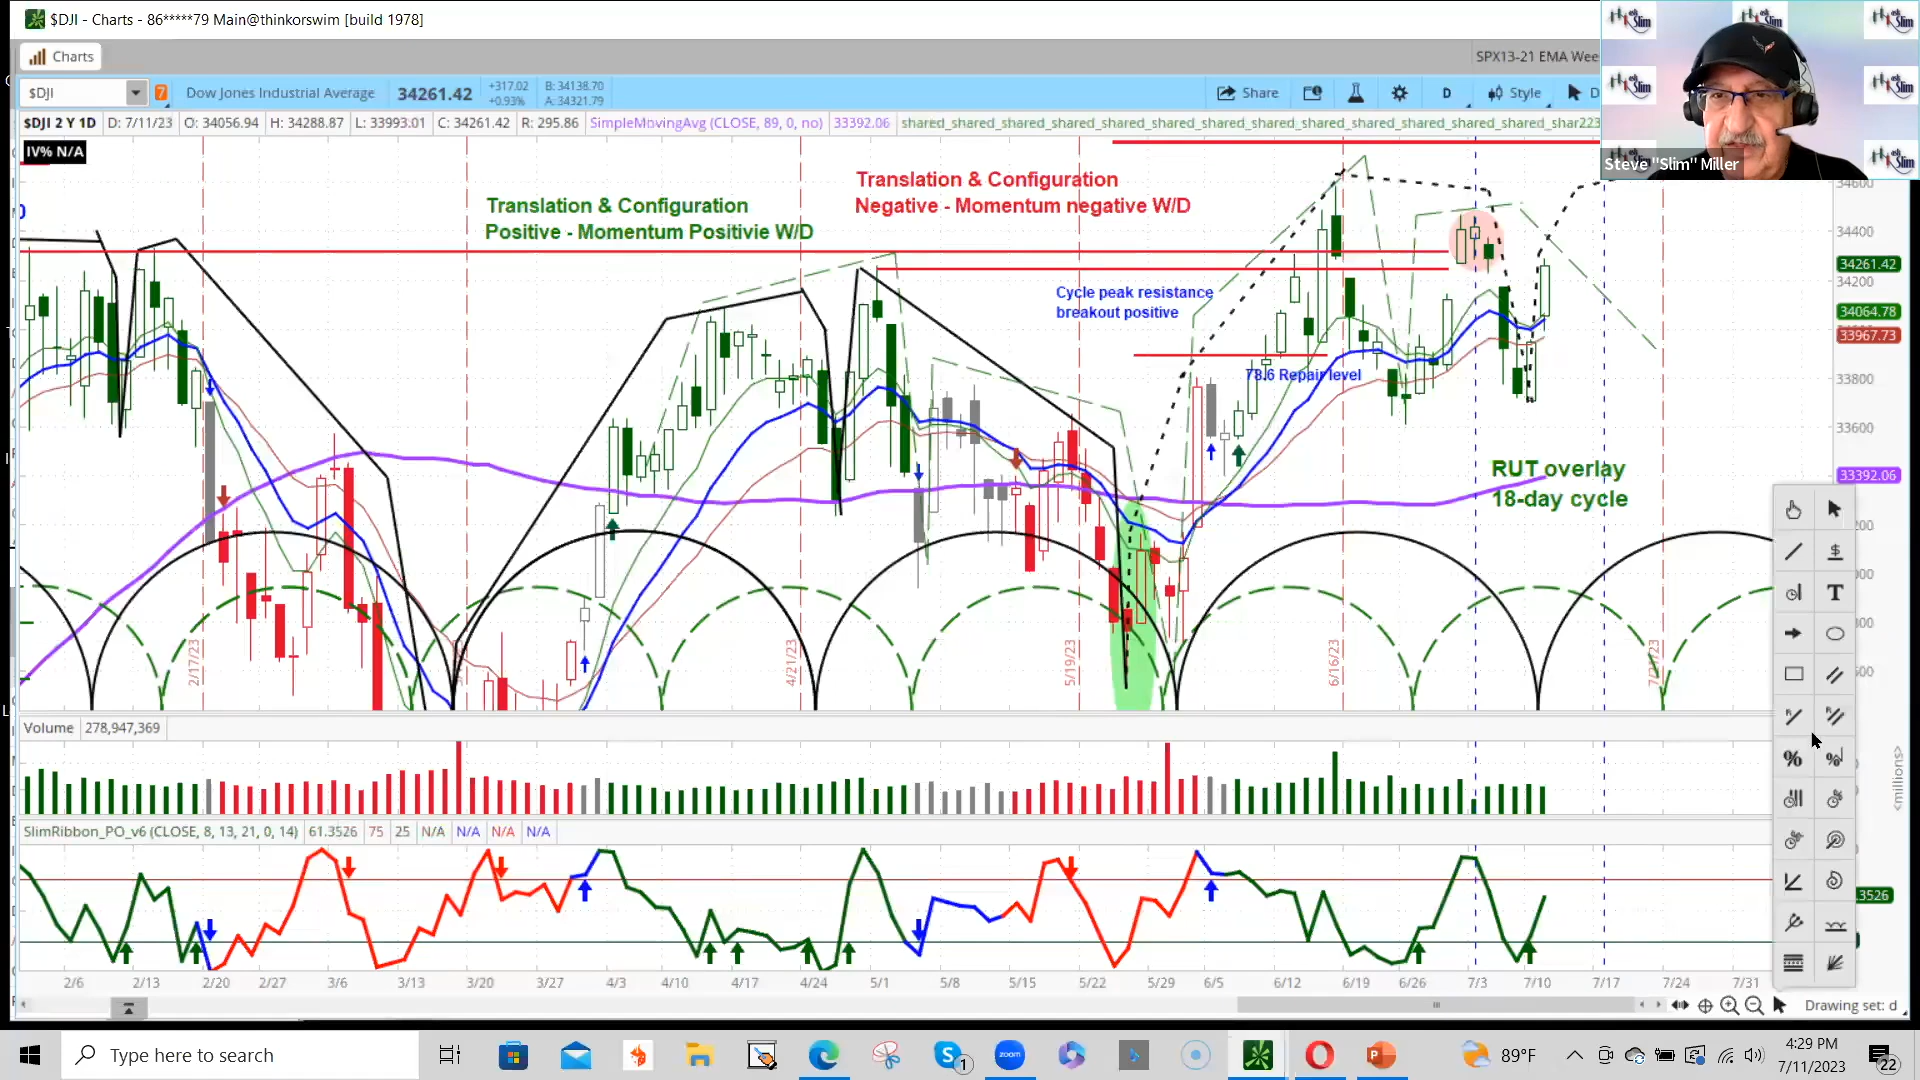 $DJI - Charts - 86*****79 Main@thinkorswim [build 1978]
Charts
SPX13-21 EMA Wee
$DJI
7
Dow Jones Industrial Average
34261.42
+317.02
+0.93%
B: 34138.70
A: 34321.79
Share
D
Style
D
$DJI 2 Y 1D
D: 7/11/23
O: 34056.94
H: 34288.87
L: 33993.01
C: 34261.42
R: 295.86
SimpleMovingAvg (CLOSE, 89, 0, no)
33392.06
shared_shared_shared_shared_shared_shared_shared_shared_shared_shared_shared_shar223
IV% N/A
Steve "Slim" Miller
Translation & Configuration
Positive - Momentum Positivie W/D
Translation & Configuration
Negative - Momentum negative W/D
Cycle peak resistance
breakout positive
78.6 Repair level
RUT overlay
18-day cycle
34600
34400
34261.42
34200
34064.78
33967.73
33800
33600
33392.06
2/17/23
4/21/23
5/19/23
6/16/23
Volume
278,947,369
<millions>
SlimRibbon_PO_v6 (CLOSE, 8, 13, 21, 0, 14)
61.3526
75
25
N/A
N/A
N/A
N/A
3526
2/6
2/13
2/20
2/27
3/6
3/13
3/20
3/27
4/3
4/10
4/17
4/24
5/1
5/8
5/15
5/22
5/29
6/5
6/12
6/19
6/26
7/3
7/10
7/17
7/24
7/31
Drawing set: d
Type here to search
zoom
1
89°F
4:29 PM
7/11/2023
22